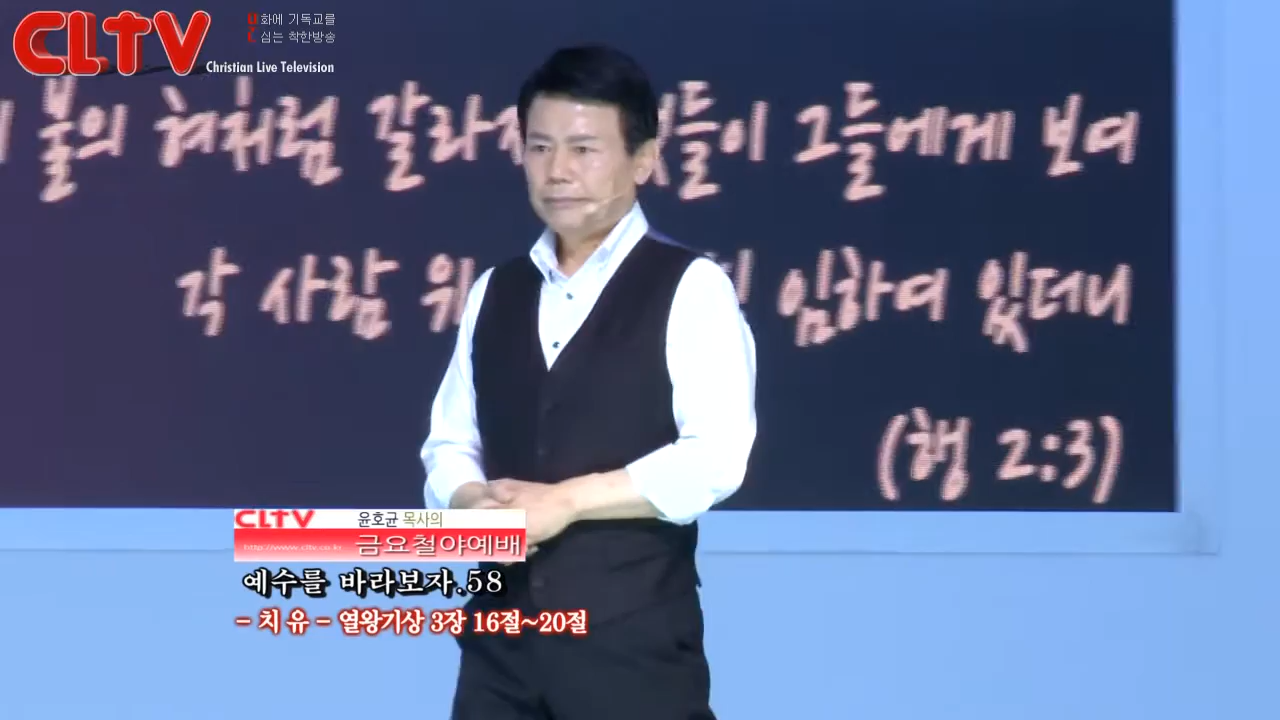 CLTV
문화에 기독교를
심는 착한방송
Christian Live Television
불의 혀처럼 갈라지 것들이 그들에게 보여
각 사람 위 임하여 있더니
(행 2:3)
CLTV 윤호균 목사의
http://www.cltv.co.kr 금요철야예배
예수를 바라보자.58
- 치 유 - 열왕기상 3장 16절~20절